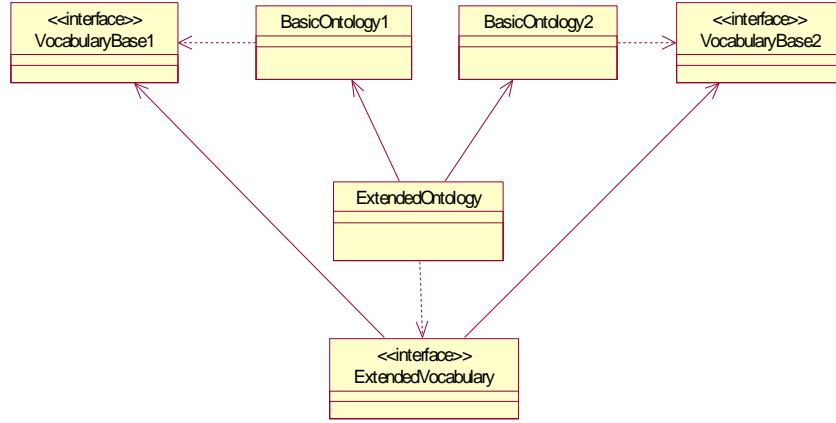 <<interface>>
VocabularyBase1
BasicOntology1
BasicOntology2
<<interface>>
VocabularyBase2
ExtendedOntology
<<interface>>
ExtendedVocabulary